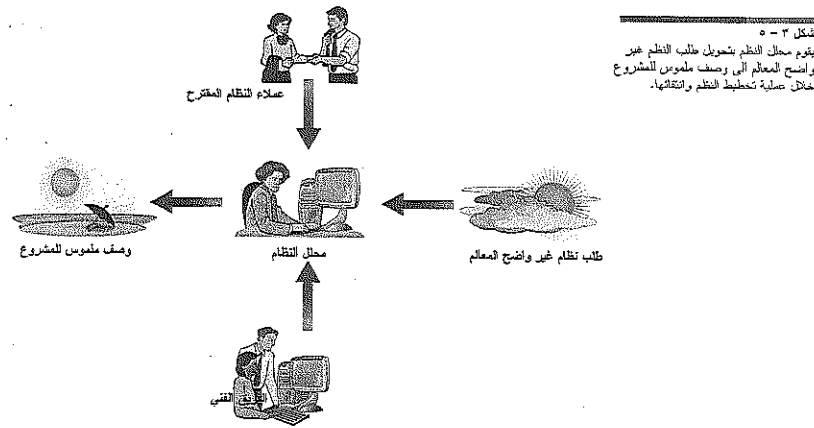 شكل ٣ - ٥
يقوم محلل النظم بتحويل طلب النظم غير
واضح المعالم الى وصف ملموس للمشروع
خلال عملية تخطيط النظم وانتقائها.
عملاء النظام المقترح
طلب نظام غير واضح المعالم
محلل النظام
وصف ملموس للمشروع
الفني